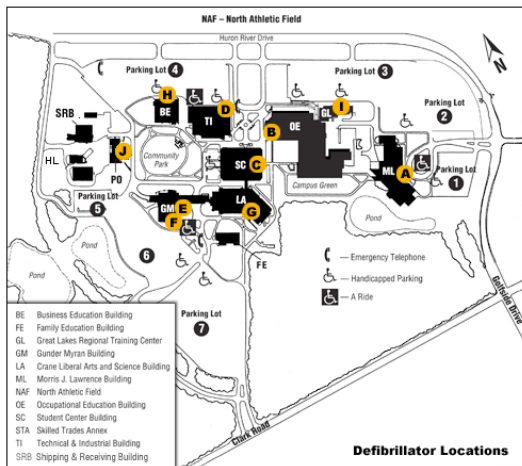 NAF – North Athletic Field
Huron River Drive
Parking Lot 4
Parking Lot 3
Parking
Lot 2
H
BE
D
TI
I
GL
B
OE
SRB
J
PO
HL
Community
Park
SC
C
ML
A
Parking
Lot 1
Campus Green
Parking
Lot 5
GM
E
F
LA
G
Pond
6
FE
Pond
Pond
Golfside Drive
– Emergency Telephone
– Handicapped Parking
– A Ride
Parking
Lot 7
BE Business Education Building
FE Family Education Building
GL Great Lakes Regional Training Center
GM Gunder Myran Building
LA Crane Liberal Arts and Science Building
ML Morris J. Lawrence Building
NAF North Athletic Field
OE Occupational Education Building
SC Student Center Building
STA Skilled Trades Annex
TI Technical & Industrial Building
SRB Shipping & Receiving Building
Clark Road
N
Defibrillator Locations